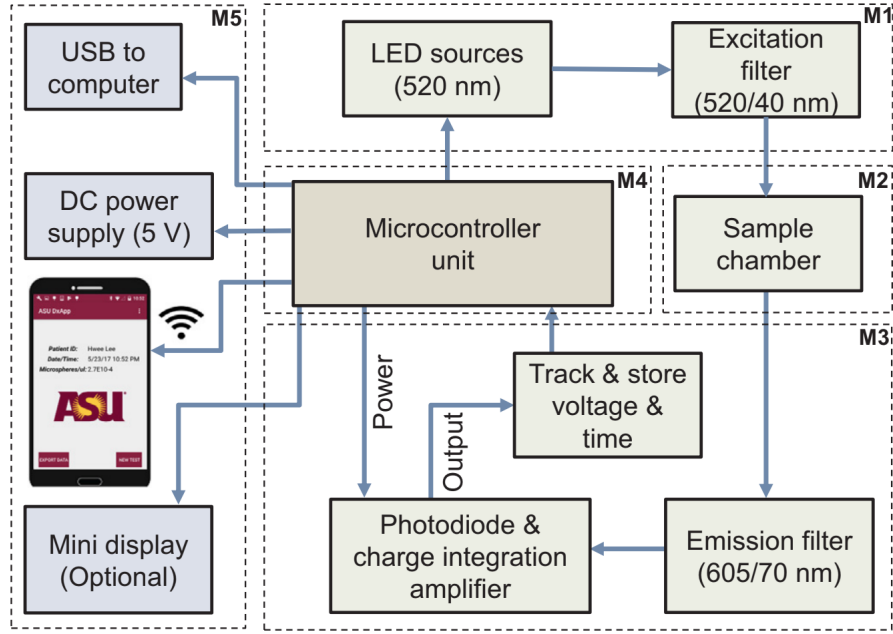 M5
USB to
computer
DC power
supply (5 V)
ASU DxApp
Patient ID: Hwee Lee
Date/Time: 5/23/17 10:52 PM
Microspheres/ul: 2.7E10-4
ASU
EXPORT DATA
NEW TEST
Mini display
(Optional)
M1
LED sources
(520 nm)
Excitation
filter
(520/40 nm)
M4
Microcontroller
unit
M2
Sample
chamber
M3
Power
Output
Track & store
voltage &
time
Photodiode &
charge integration
amplifier
Emission filter
(605/70 nm)